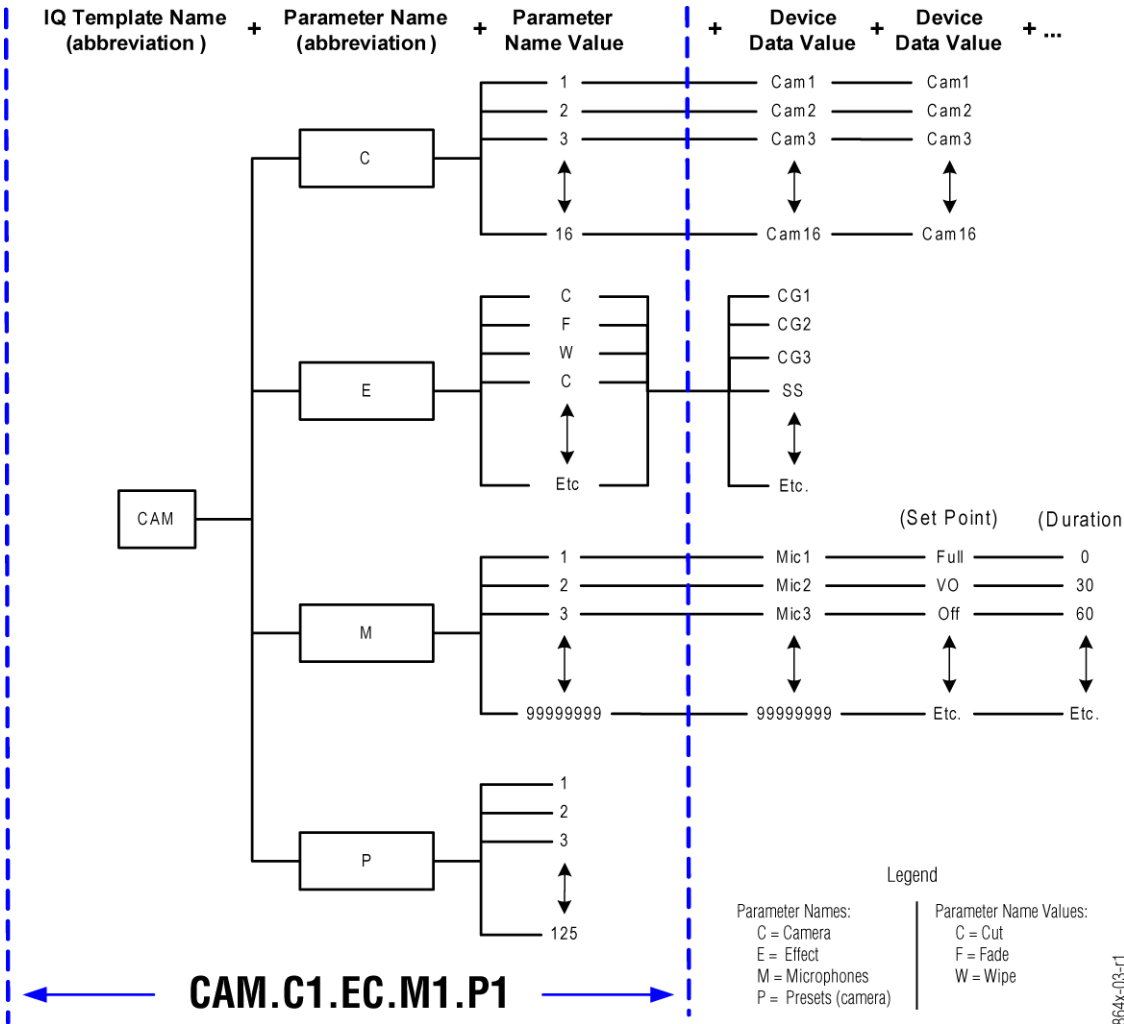 IQ Template Name (abbreviation ) + Parameter Name (abbreviation ) + Parameter Name Value + Device Data Value + Device Data Value + ...
1 Cam1 Cam1
2 Cam2 Cam2
3 Cam3 Cam3
C
16 Cam16 Cam16
C CG1
F CG2
W CG3
C SS
E
Etc Etc.
CAM
(Set Point) (Duration
1 Mic1 Full 0
2 Mic2 VO 30
3 Mic3 Off 60
M
99999999 99999999 Etc. Etc.
1
2
3
P
125
Legend
Parameter Names:
C = Camera
E = Effect
M = Microphones
P = Presets (camera)
Parameter Name Values:
C = Cut
F = Fade
W = Wipe
CAM.C1.EC.M1.P1
864x-03-r1